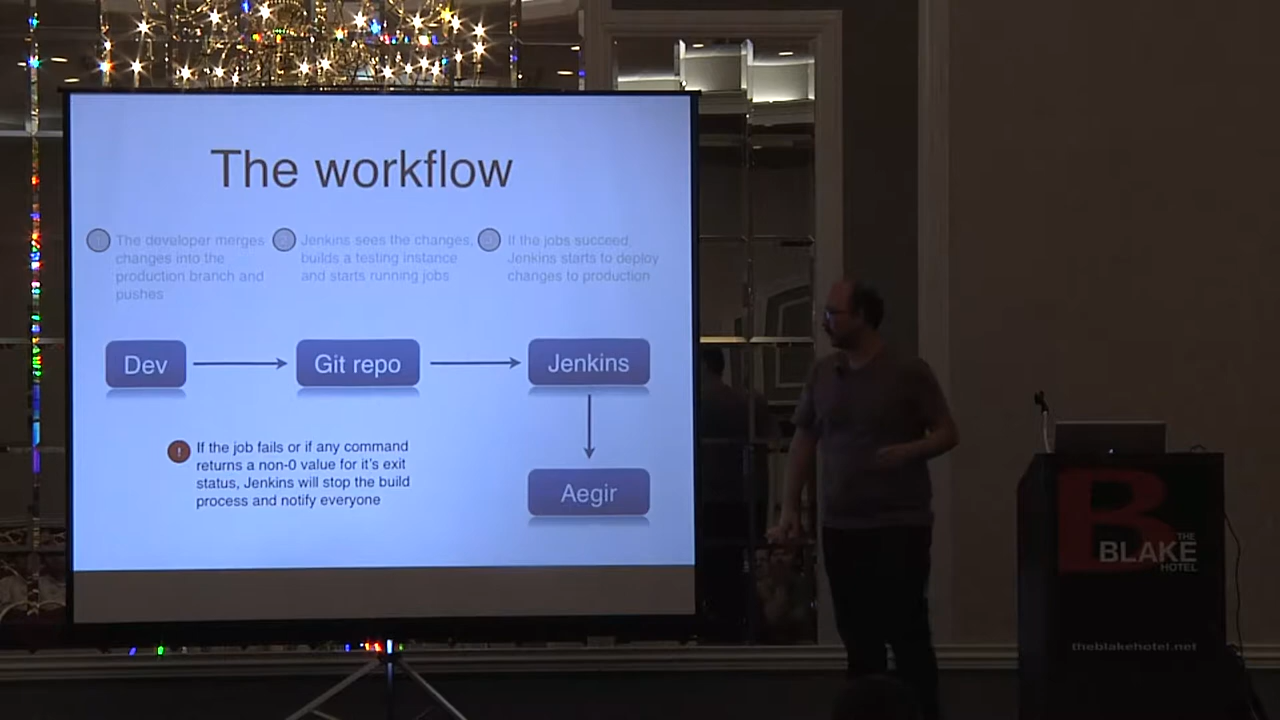 The workflow
The developer merges
changes into the
production branch and
pushes
Jenkins sees the changes,
builds a testing instance
and starts running jobs
If the jobs succeed,
Jenkins starts to deploy
changes to production
Dev
Git repo
Jenkins
!
If the job fails or if any command
returns a non-0 value for it's exit
status, Jenkins will stop the build
process and notify everyone
Aegir
B
THE
BLAKE
HOTEL
theblakehotel.net